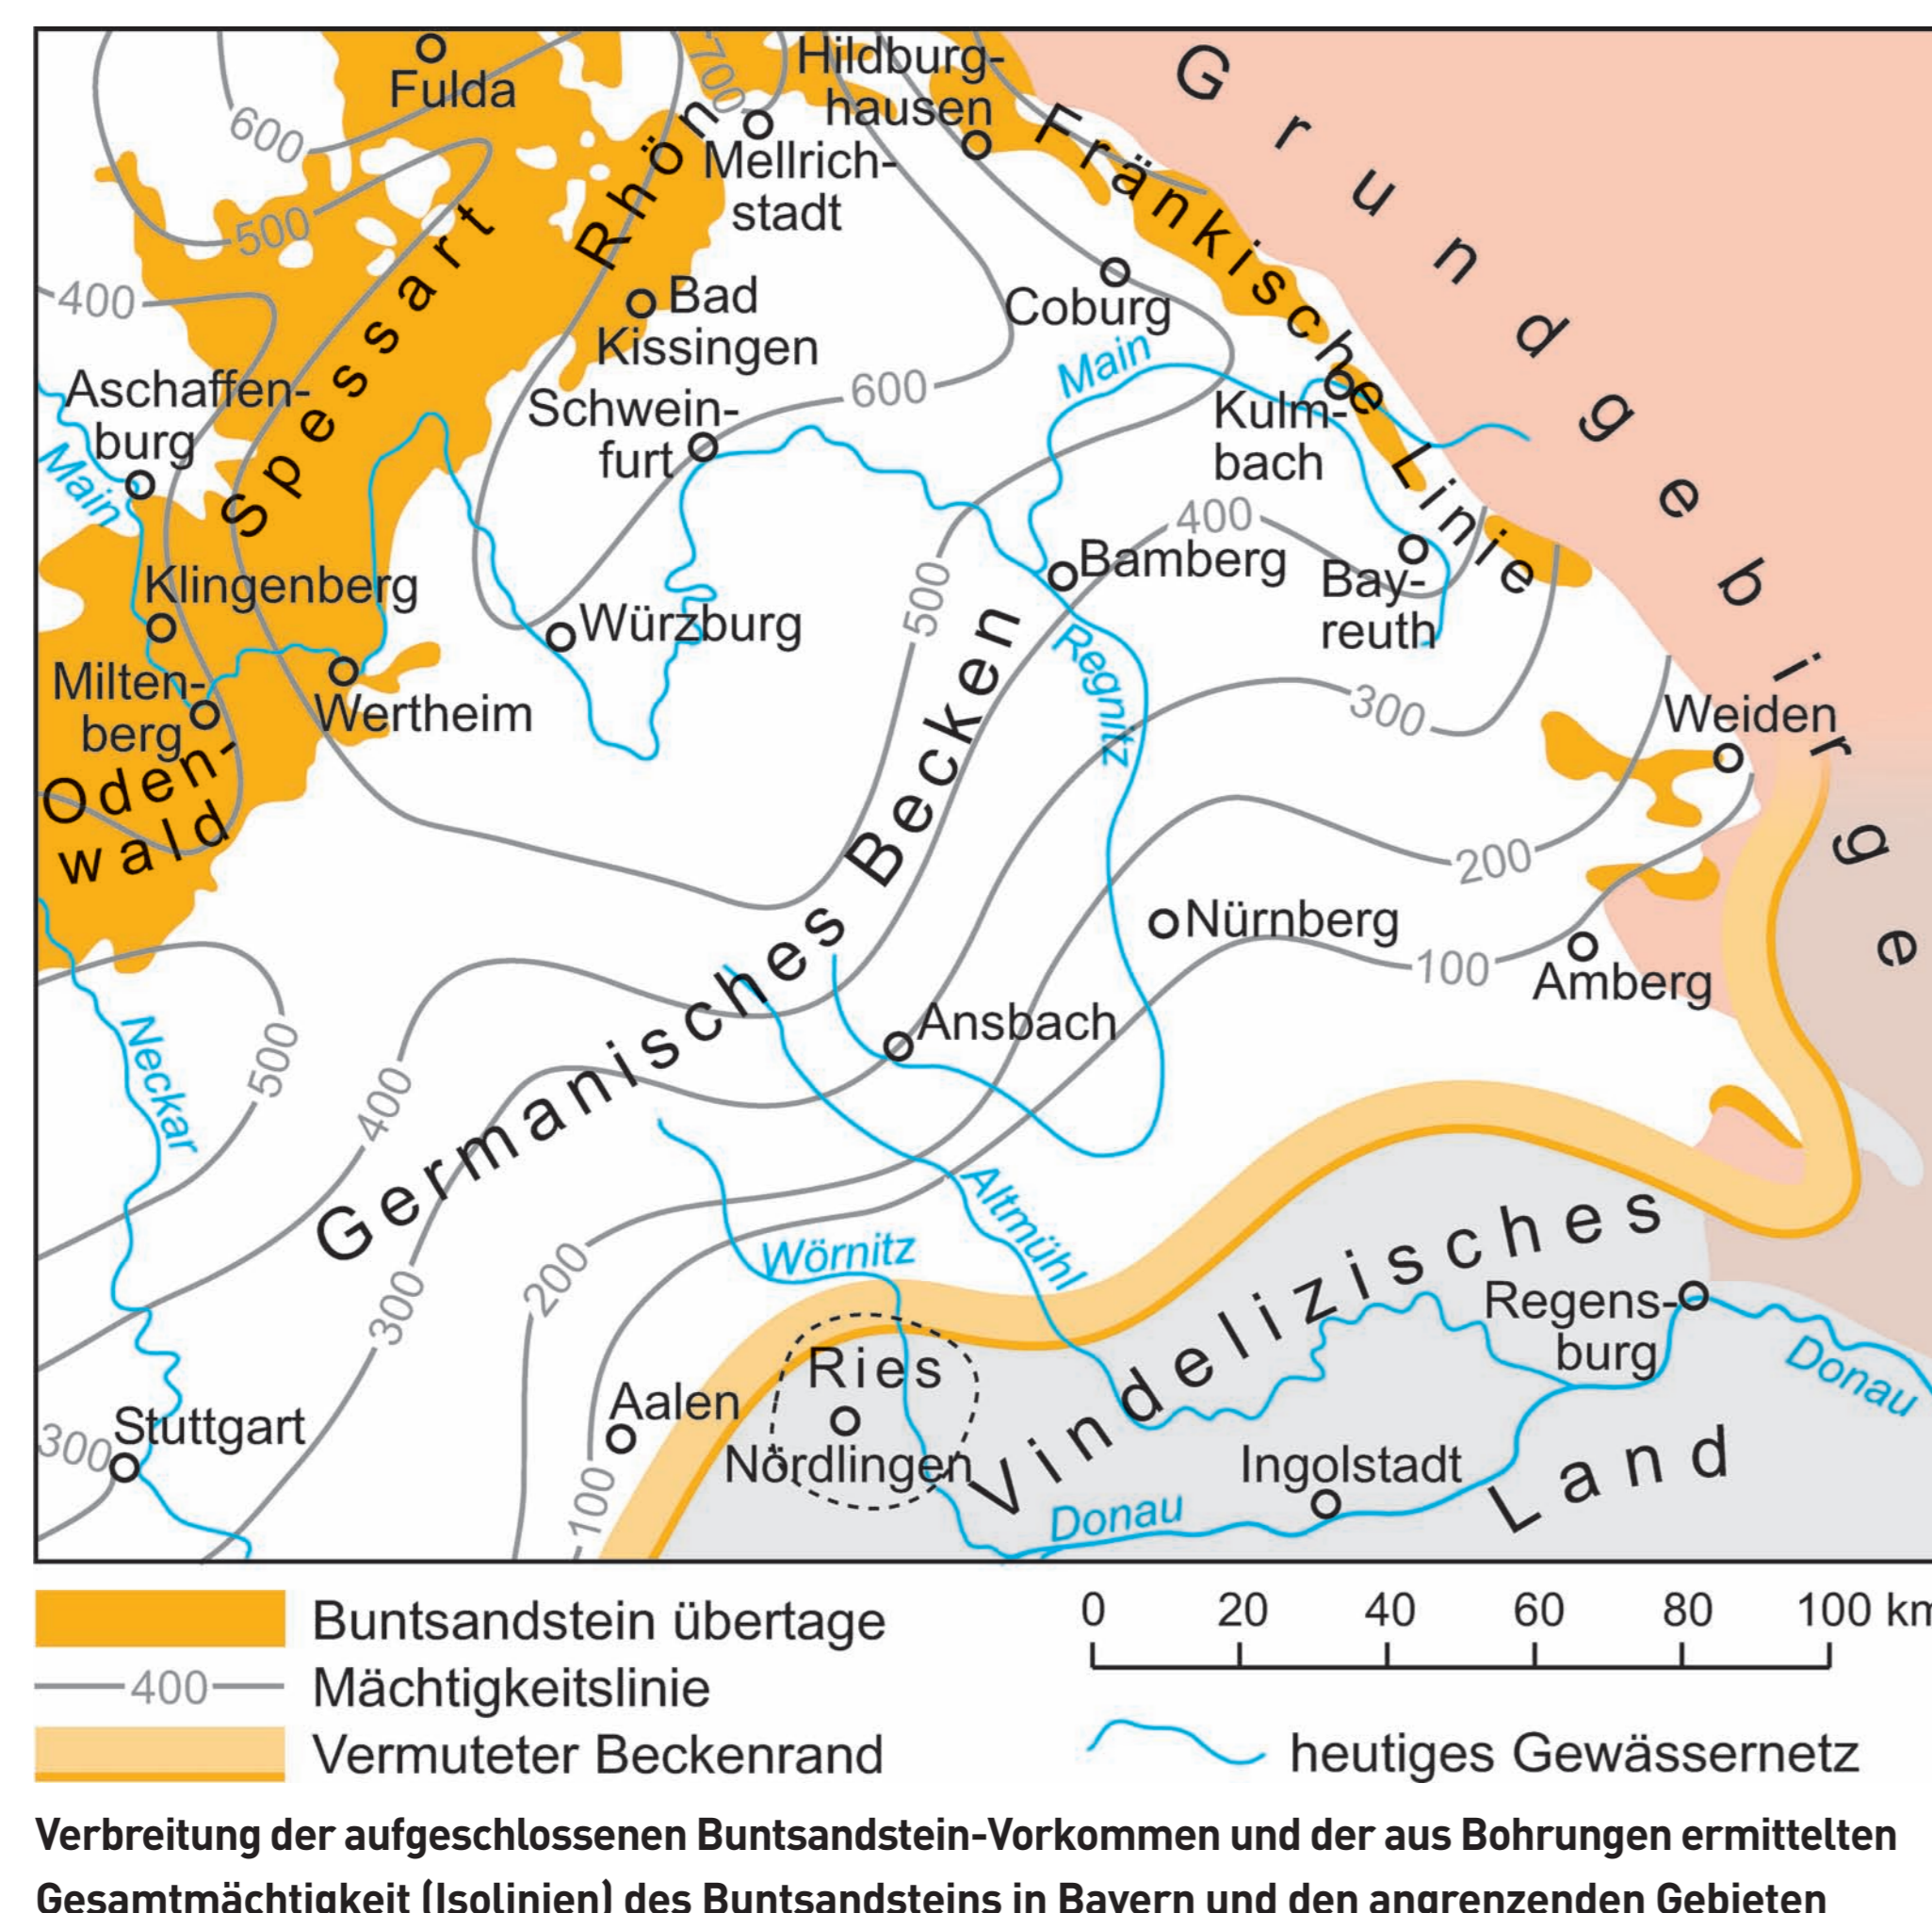 Grundgebirge
Fulda
600
700
Hildburg-
hausen
Mellrich-
stadt
Rhön
Fränkische Linie
500
400
Spessart
Bad
Kissingen
Coburg
Main
Aschaffen-
burg
Main
Schwein-
furt
600
Kulm-
bach
400
Klingenberg
Bamberg
Bay-
reuth
500
Würzburg
Regnitz
Milten-
berg
Wertheim
300
Weiden
Oden-
wald
200
Germanisches Becken
Nürnberg
100
Amberg
Neckar
500
400
Ansbach
Altmühl
300
200
Wörnitz
Vindelizisches
Land
Regens-
burg
Donau
Ries
Nördlingen
Aalen
Stuttgart
300
100
Ingolstadt
Donau
Buntsandstein übertage
400 Mächtigkeitslinie
Vermuteter Beckenrand
0 20 40 60 80 100 km
heutiges Gewässernetz
Verbreitung der aufgeschlossenen Buntsandstein-Vorkommen und der aus Bohrungen ermittelten
Gesamtmächtigkeit (Isolinien) des Buntsandsteins in Bayern und den angrenzenden Gebieten